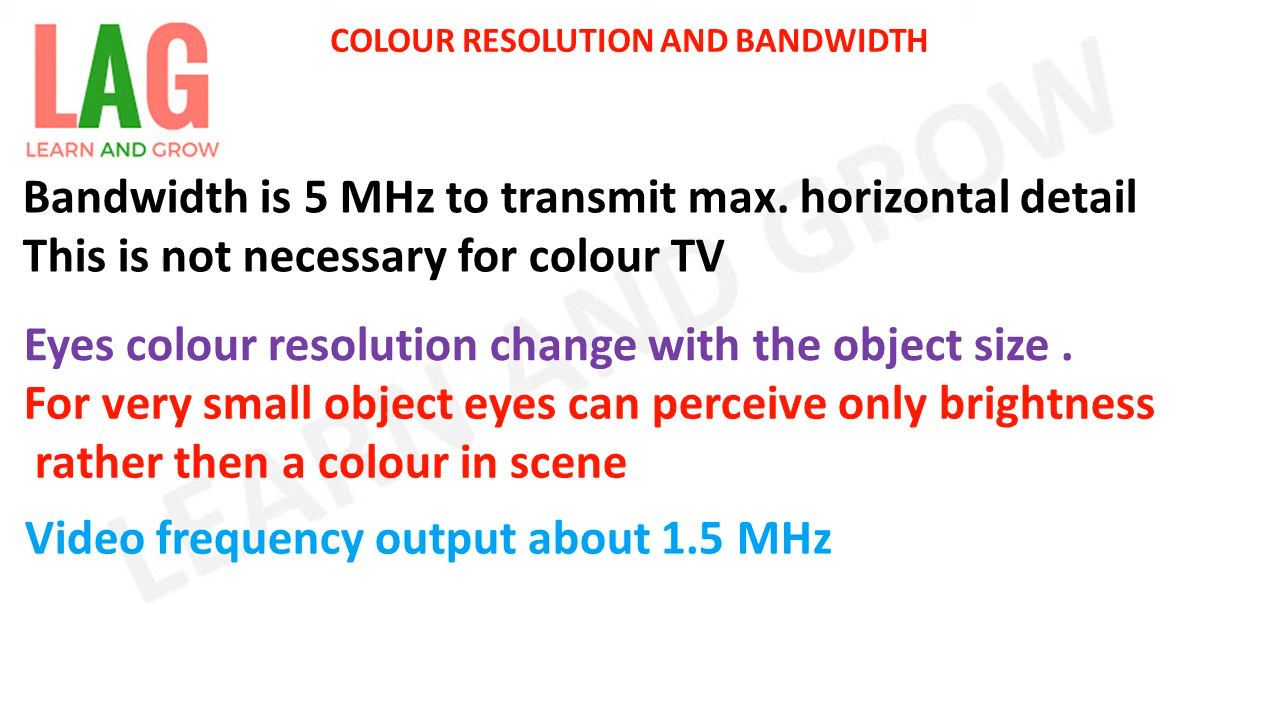 LAG
LEARN AND GROW
COLOUR RESOLUTION AND BANDWIDTH
Bandwidth is 5 MHz to transmit max. horizontal detail
This is not necessary for colour TV
Eyes colour resolution change with the object size .
For very small object eyes can perceive only brightness
rather then a colour in scene
Video frequency output about 1.5 MHz
LEARN AND GROW